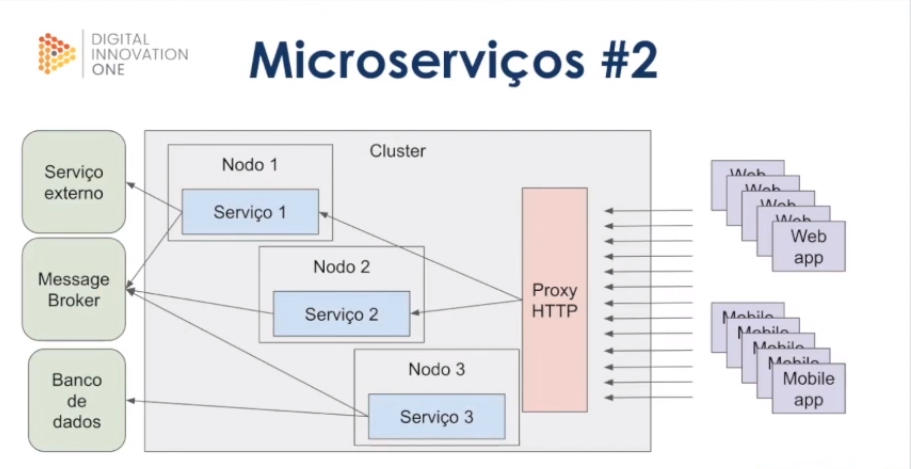 DIGITAL
INNOVATION
ONE
Microserviços #2
Serviço
externo
Message
Broker
Banco
de
dados
Cluster
Nodo 1
Serviço 1
Nodo 2
Serviço 2
Nodo 3
Serviço 3
Proxy
HTTP
Web
Web
Web
Web
Web
app
Mobile
Mobile
Mobile
Mobile
Mobile
app